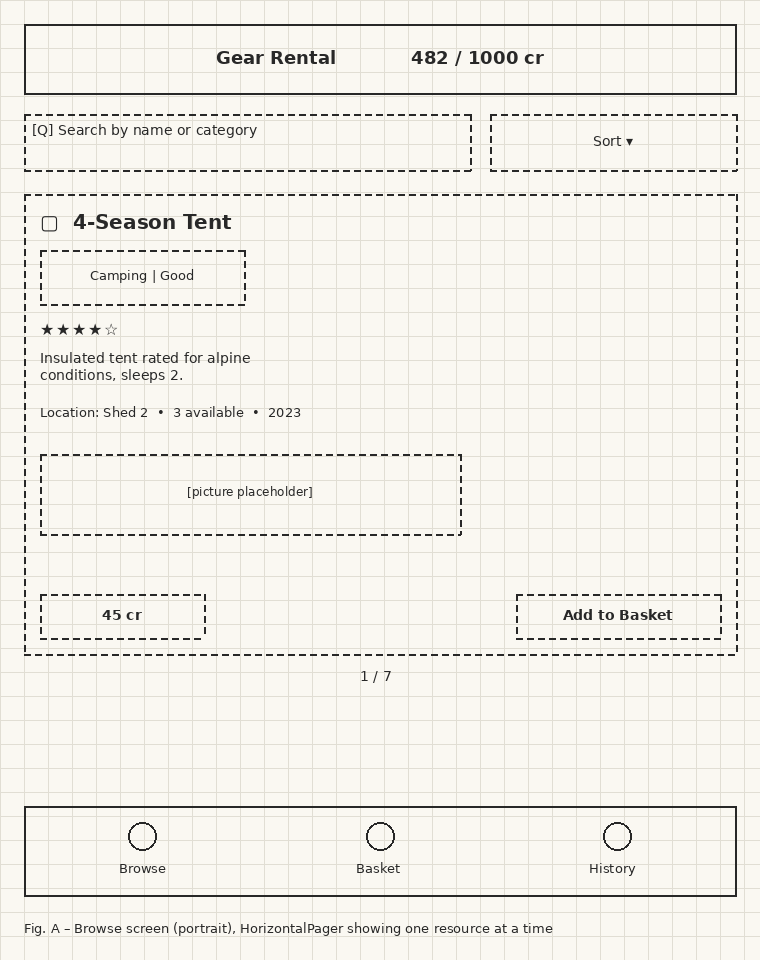 Gear Rental 482 / 1000 cr
[Q] Search by name or category
Sort ▾
▢ 4-Season Tent
Camping | Good
★★★★☆
Insulated tent rated for alpine
conditions, sleeps 2.
Location: Shed 2 • 3 available • 2023
[picture placeholder]
45 cr
Add to Basket
1 / 7
Browse
Basket
History
Fig. A – Browse screen (portrait), HorizontalPager showing one resource at a time